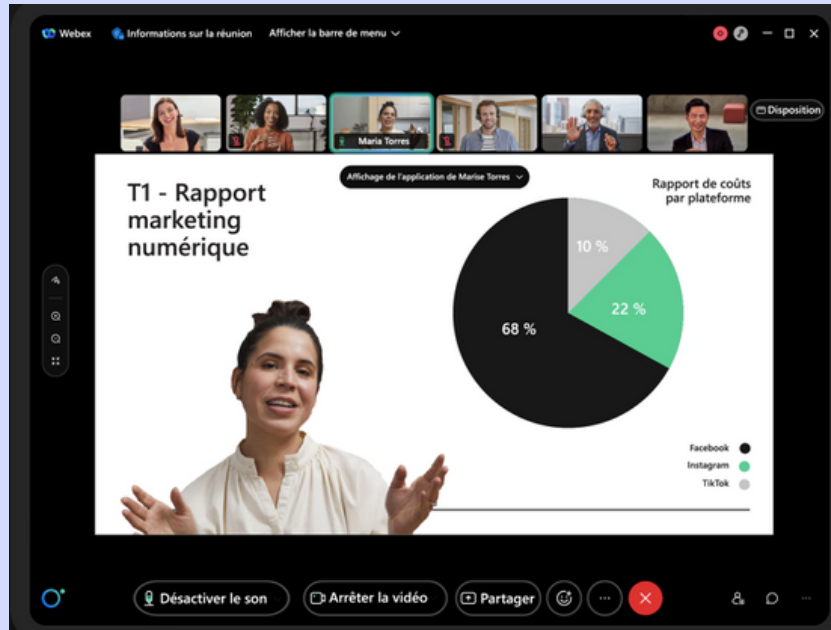 Webex
Informations sur la réunion
Afficher la barre de menu
Disposition
Maria Torres
Affichage de l'application de Marise Torres
T1 - Rapport
marketing
numérique
Rapport de coûts
par plateforme
10 %
22 %
68 %
Facebook
Instagram
TikTok
Désactiver le son
Arrêter la vidéo
Partager